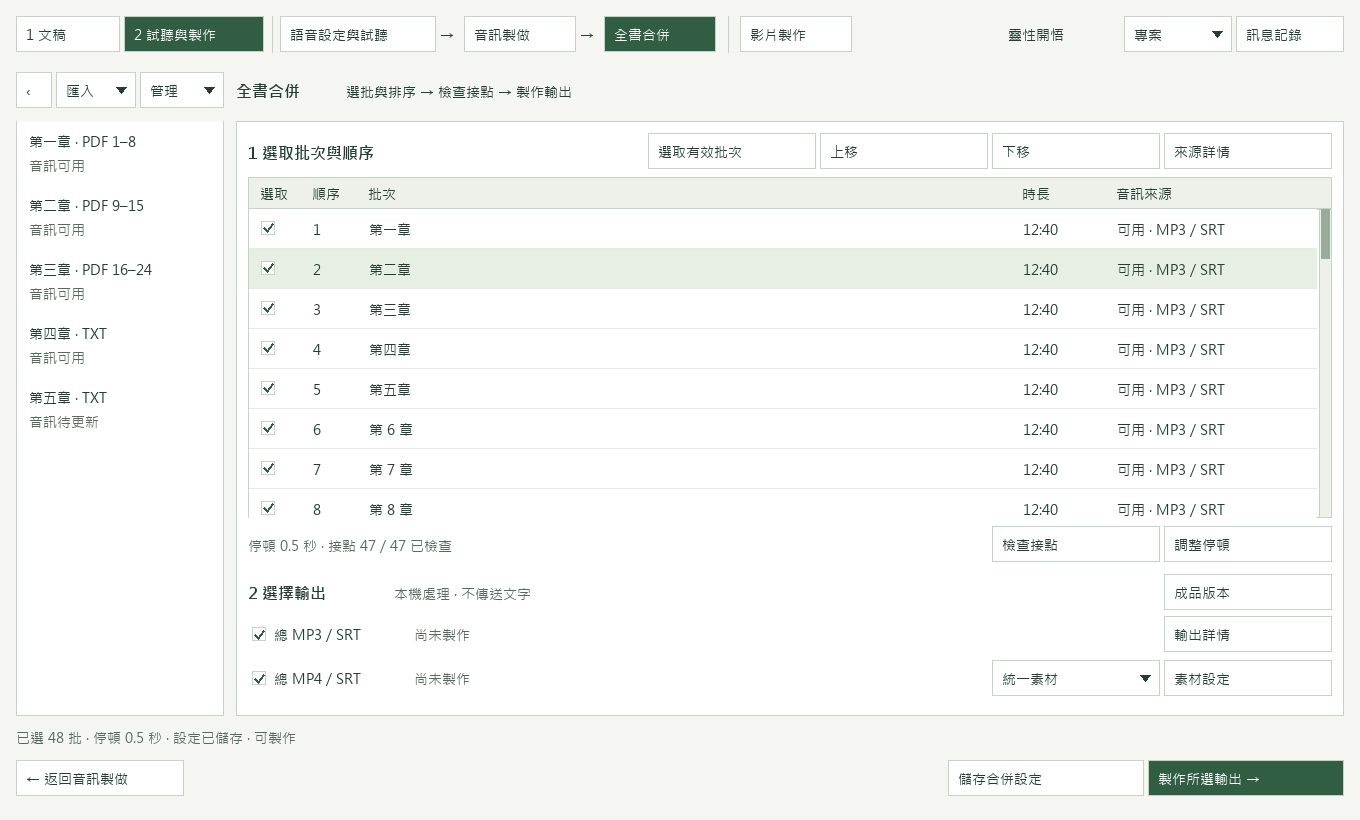 1 文稿
2 試聽與製作
語音設定與試聽 →
音訊製做 →
全書合併
影片製作
靈性開悟
專案
訊息記錄
‹
匯入
管理
全書合併
選批與排序 → 檢查接點 → 製作輸出
第一章 · PDF 1–8
音訊可用
第二章 · PDF 9–15
音訊可用
第三章 · PDF 16–24
音訊可用
第四章 · TXT
音訊可用
第五章 · TXT
音訊待更新
1 選取批次與順序
選取有效批次
上移
下移
來源詳情
選取 順序 批次 時長 音訊來源
1 第一章 12:40 可用 · MP3 / SRT
2 第二章 12:40 可用 · MP3 / SRT
3 第三章 12:40 可用 · MP3 / SRT
4 第四章 12:40 可用 · MP3 / SRT
5 第五章 12:40 可用 · MP3 / SRT
6 第 6 章 12:40 可用 · MP3 / SRT
7 第 7 章 12:40 可用 · MP3 / SRT
8 第 8 章 12:40 可用 · MP3 / SRT
停頓 0.5 秒 · 接點 47 / 47 已檢查
檢查接點
調整停頓
2 選擇輸出
本機處理 · 不傳送文字
成品版本
總 MP3 / SRT 尚未製作
輸出詳情
總 MP4 / SRT 尚未製作
統一素材
素材設定
已選 48 批 · 停頓 0.5 秒 · 設定已儲存 · 可製作
← 返回音訊製做
儲存合併設定
製作所選輸出 →